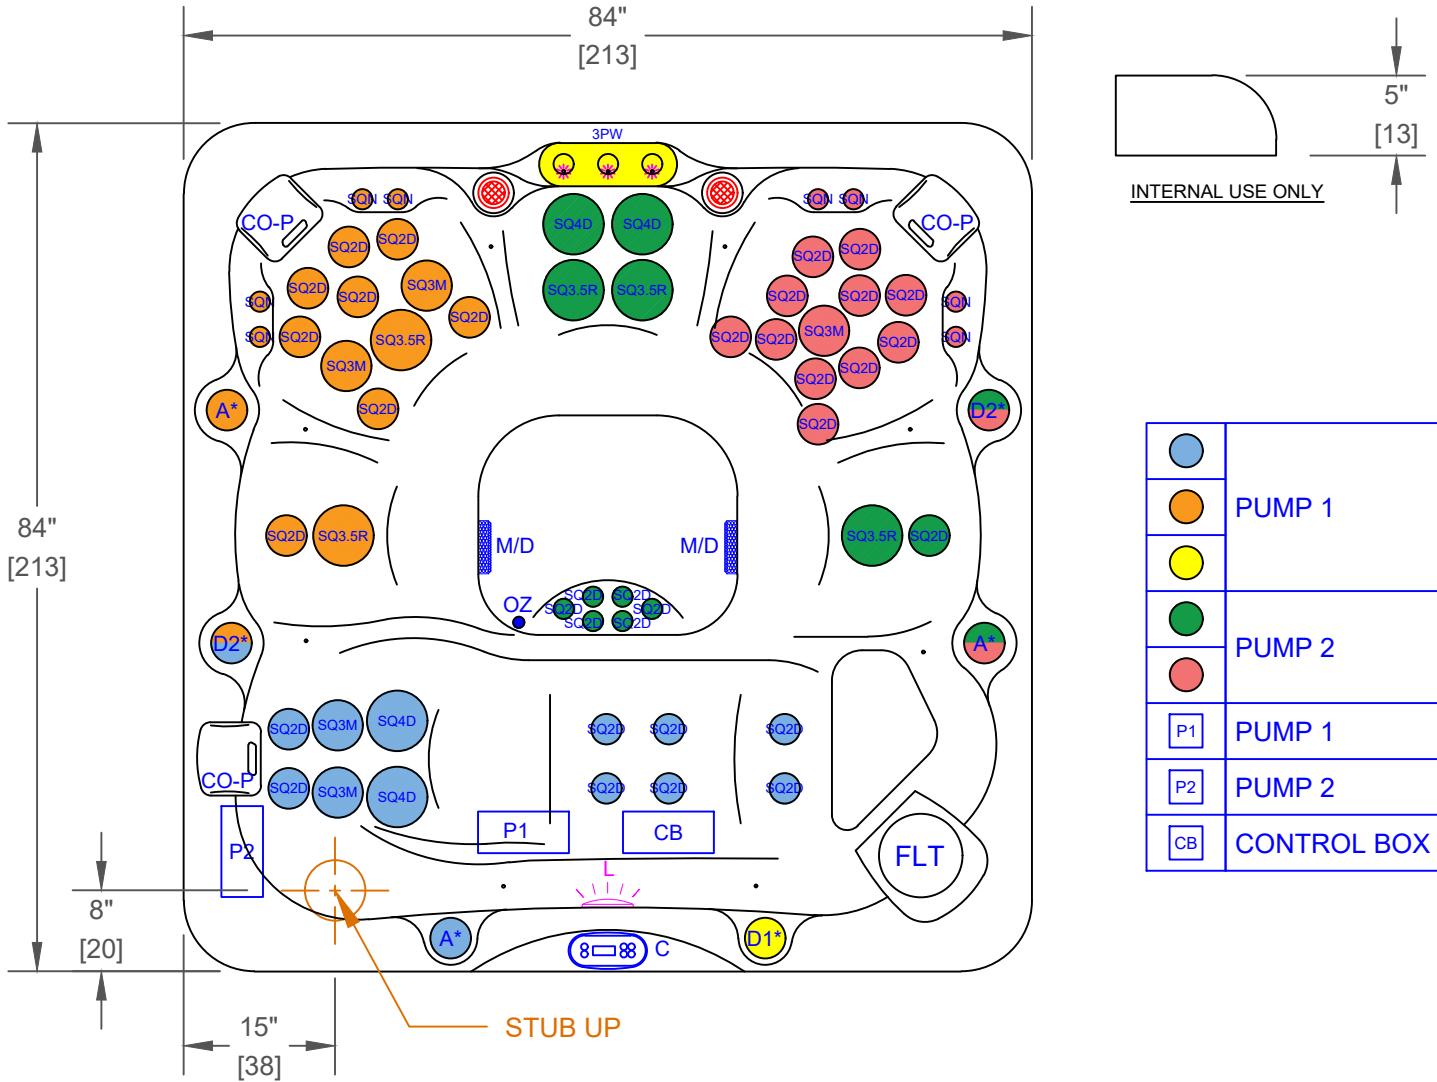 84"
[213]
5"
[13]
INTERNAL USE ONLY
3PW
SQN SQN
SQN SQN
CO-P
CO-P
SQ4D SQ4D
SQ2D SQ2D
SQ2D SQ2D
SQ2D SQ2D SQ3M
SQ3.5R SQ3.5R
SQ2D SQ2D SQ2D
SQN
SQN
SQ2D
SQ2D SQ3.5R
SQ3M
SQ2D SQ2D SQ2D
SQN
SQN
SQ3M
SQ2D SQ2D
SQ2D
SQ2D
A*
D2*
84"
[213]
SQ2D SQ3.5R
M/D
M/D
SQ3.5R SQ2D
OZ
SQ2D SQ2D
SQ2D SQ2D
SQ2D SQ2D
D2*
A*
SQ2D SQ3M SQ4D
SQ2D SQ2D SQ2D
CO-P
SQ2D SQ3M SQ4D
SQ2D SQ2D SQ2D
P1
CB
P2
FLT
L
8"
[20]
A*
C
D1*
15"
[38]
STUB UP
PUMP 1
PUMP 2
P1 PUMP 1
P2 PUMP 2
CB CONTROL BOX